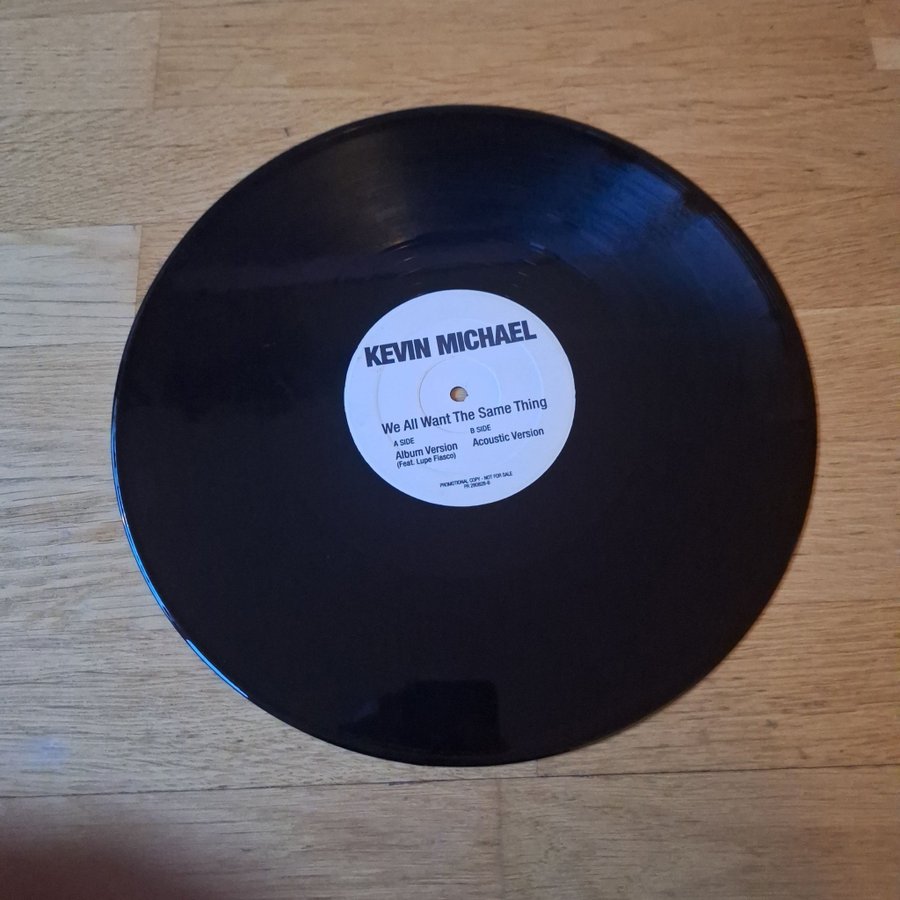 KEVIN MICHAEL
We All Want The Same Thing
A SIDE
Album Version
(Feat. Lupe Fiasco)
B SIDE
Acoustic Version
PROMOTIONAL COPY - NOT FOR SALE